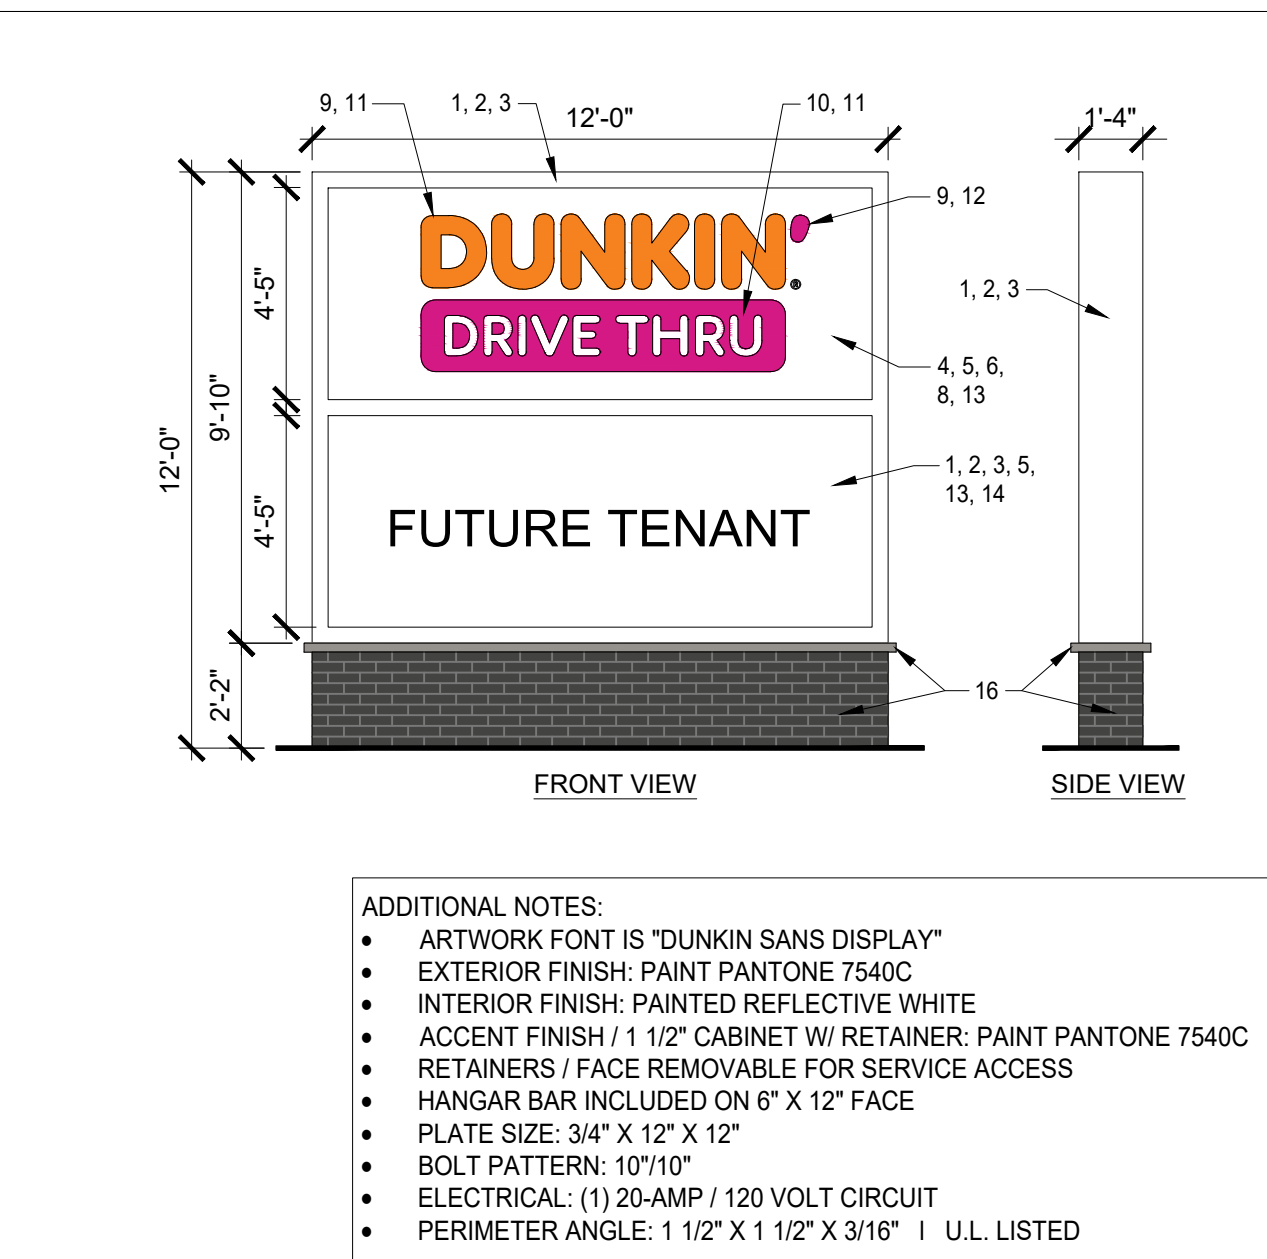 9, 11
1, 2, 3
12'-0"
10, 11
1'-4"
DUNKIN'
®
9, 12
DRIVE THRU
1, 2, 3
4, 5, 6,
8, 13
4'-5"
9'-10"
12'-0"
1, 2, 3, 5,
13, 14
4'-5"
FUTURE TENANT
2'-2"
16
FRONT VIEW
SIDE VIEW
ADDITIONAL NOTES:
• ARTWORK FONT IS "DUNKIN SANS DISPLAY"
• EXTERIOR FINISH: PAINT PANTONE 7540C
• INTERIOR FINISH: PAINTED REFLECTIVE WHITE
• ACCENT FINISH / 1 1/2" CABINET W/ RETAINER: PAINT PANTONE 7540C
• RETAINERS / FACE REMOVABLE FOR SERVICE ACCESS
• HANGAR BAR INCLUDED ON 6" X 12" FACE
• PLATE SIZE: 3/4" X 12" X 12"
• BOLT PATTERN: 10"/10"
• ELECTRICAL: (1) 20-AMP / 120 VOLT CIRCUIT
• PERIMETER ANGLE: 1 1/2" X 1 1/2" X 3/16" I U.L. LISTED